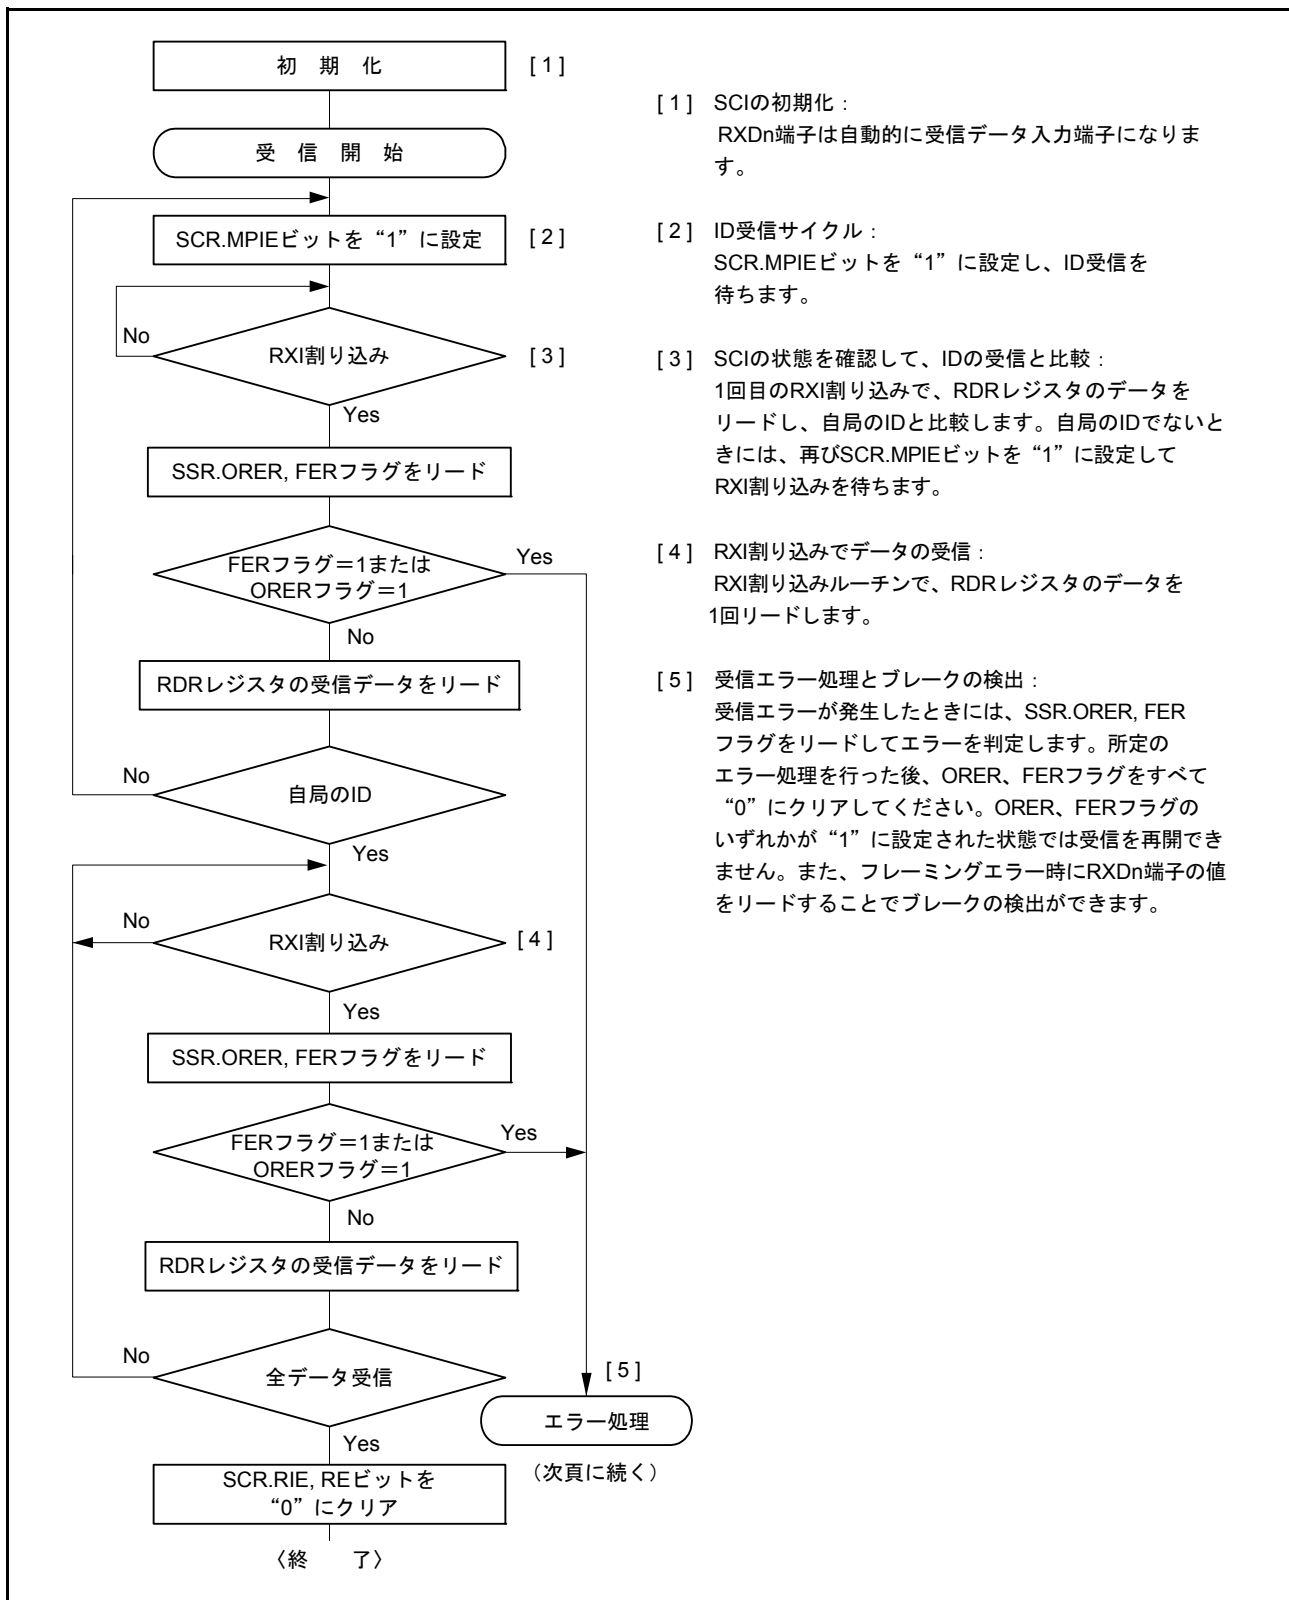 初 期 化 [ 1 ]
受 信 開 始
SCR.MPIEビットを“1”に設定 [ 2 ]
No
RXI割り込み [ 3 ]
Yes
SSR.ORER, FERフラグをリード
FERフラグ＝1または
ORERフラグ＝1
Yes
No
RDRレジスタの受信データをリード
No
自局のID
Yes
No
RXI割り込み [ 4 ]
Yes
SSR.ORER, FERフラグをリード
FERフラグ＝1または
ORERフラグ＝1
Yes
No
RDRレジスタの受信データをリード
No
全データ受信
[ 5 ]
エラー処理
（次頁に続く）
Yes
SCR.RIE, REビットを
“0”にクリア
〈終 了〉
[ 1 ] SCIの初期化：
RXDn端子は自動的に受信データ入力端子になりま
す。
[ 2 ] ID受信サイクル：
SCR.MPIEビットを“1”に設定し、ID受信を
待ちます。
[ 3 ] SCIの状態を確認して、IDの受信と比較：
1回目のRXI割り込みで、RDRレジスタのデータを
リードし、自局のIDと比較します。自局のIDでないと
きには、再びSCR.MPIEビットを“1”に設定して
RXI割り込みを待ちます。
[ 4 ] RXI割り込みでデータの受信：
RXI割り込みルーチンで、RDRレジスタのデータを
1回リードします。
[ 5 ] 受信エラー処理とブレークの検出：
受信エラーが発生したときには、SSR.ORER, FER
フラグをリードしてエラーを判定します。所定の
エラー処理を行った後、ORER、FERフラグをすべて
“0”にクリアしてください。ORER、FERフラグの
いずれかが“1”に設定された状態では受信を再開でき
ません。また、フレーミングエラー時にRXDn端子の値
をリードすることでブレークの検出ができます。